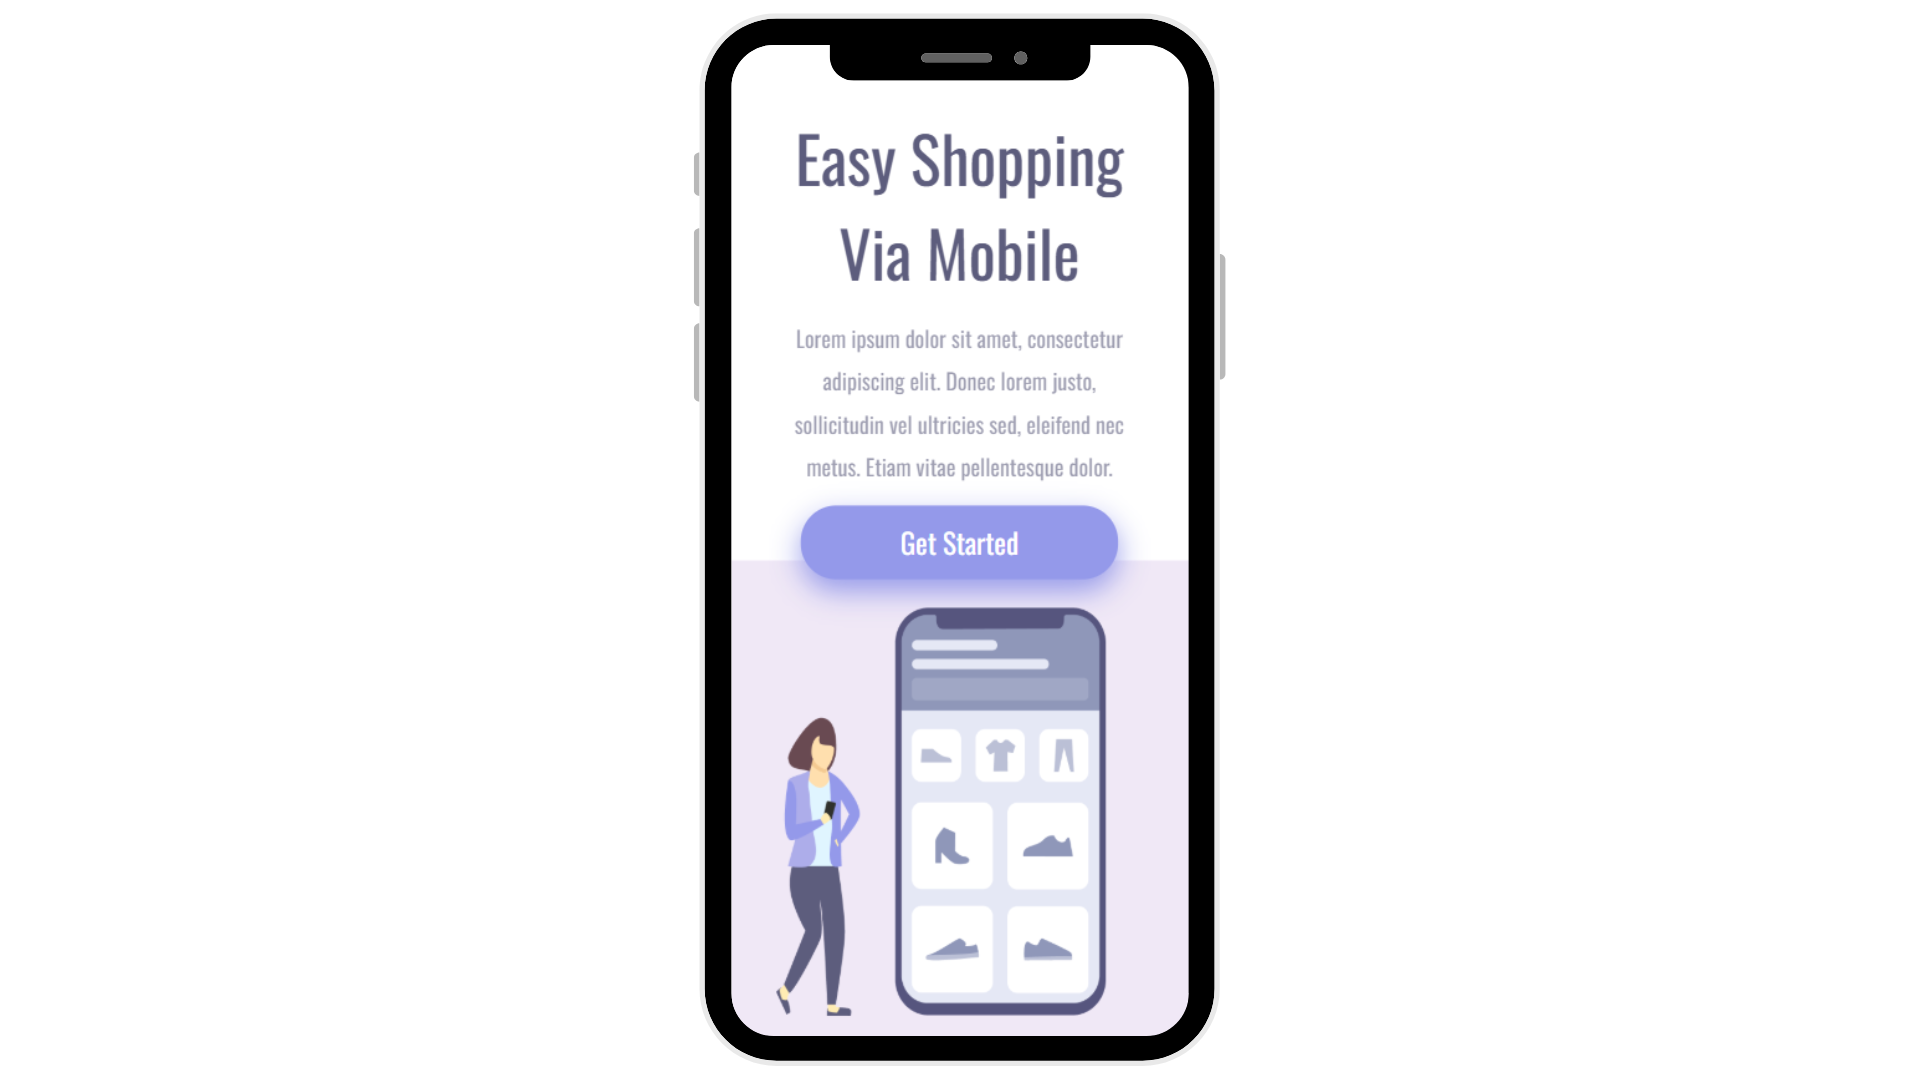 Easy Shopping
Via Mobile
Lorem ipsum dolor sit amet, consectetur
adipiscing elit. Donec lorem justo,
sollicitudin vel ultricies sed, eleifend nec
metus. Etiam vitae pellentesque dolor.
Get Started